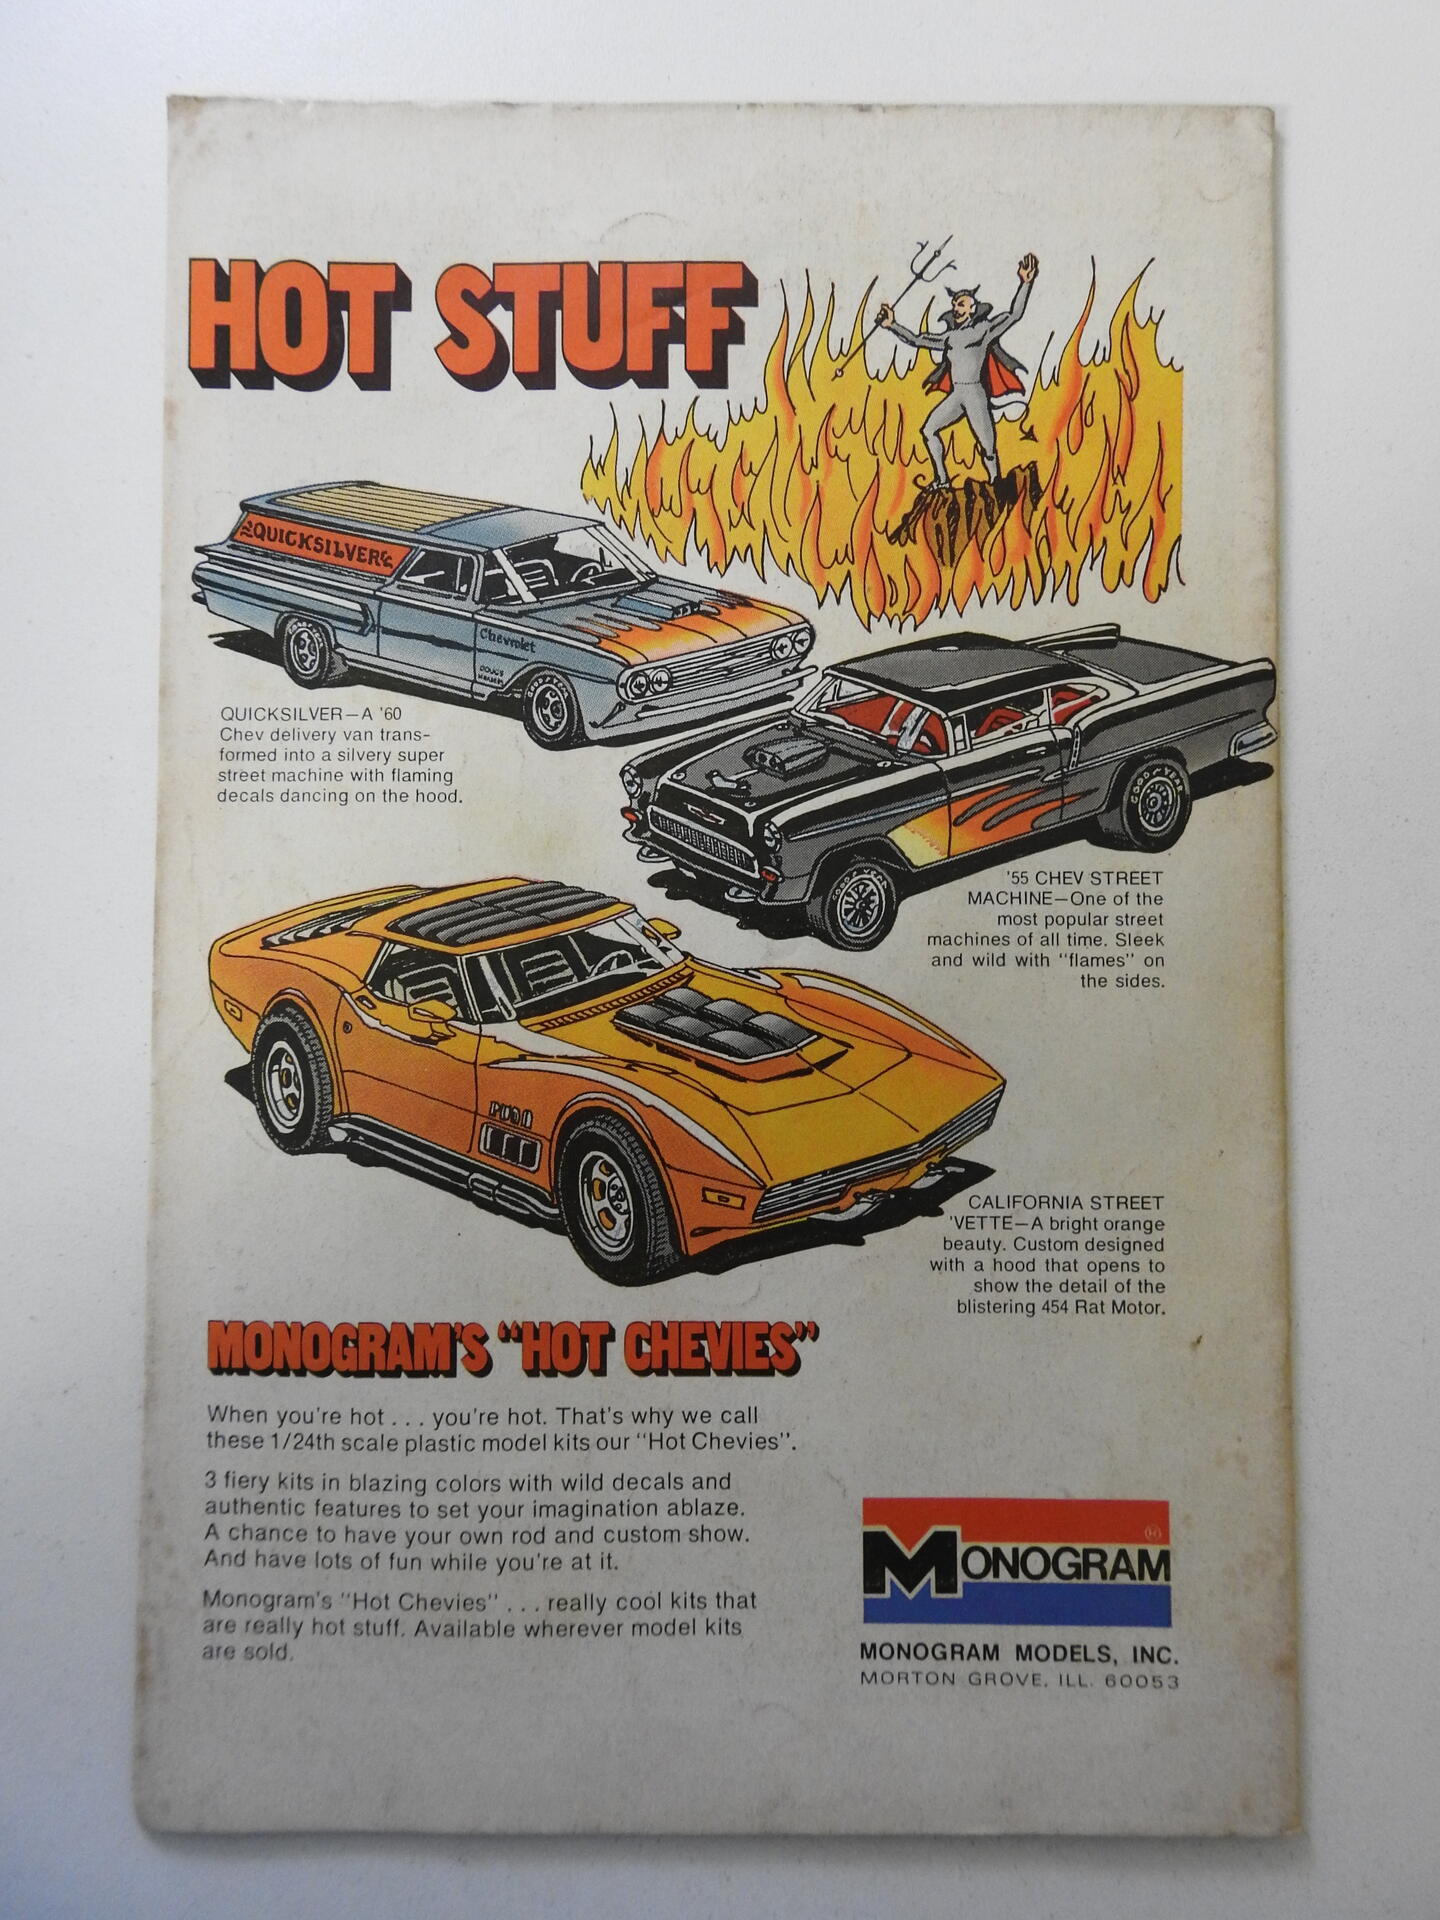 HOT STUFF
QUICKSILVER
Chevrolet
GOODYEAR
QUICKSILVER—A '60
Chev delivery van trans-
formed into a silvery super
street machine with flaming
decals dancing on the hood.
GOOD YEAR
GOOD YEAR
'55 CHEV STREET
MACHINE—One of the
most popular street
machines of all time. Sleek
and wild with "flames" on
the sides.
CALIFORNIA STREET
'VETTE—A bright orange
beauty. Custom designed
with a hood that opens to
show the detail of the
blistering 454 Rat Motor.
MONOGRAM'S "HOT CHEVIES"
When you're hot . . . you're hot. That's why we call
these 1/24th scale plastic model kits our "Hot Chevies".
3 fiery kits in blazing colors with wild decals and
authentic features to set your imagination ablaze.
A chance to have your own rod and custom show.
And have lots of fun while you're at it.
Monogram's "Hot Chevies" . . . really cool kits that
are really hot stuff. Available wherever model kits
are sold.
MONOGRAM ®
MONOGRAM MODELS, INC.
MORTON GROVE, ILL. 60053